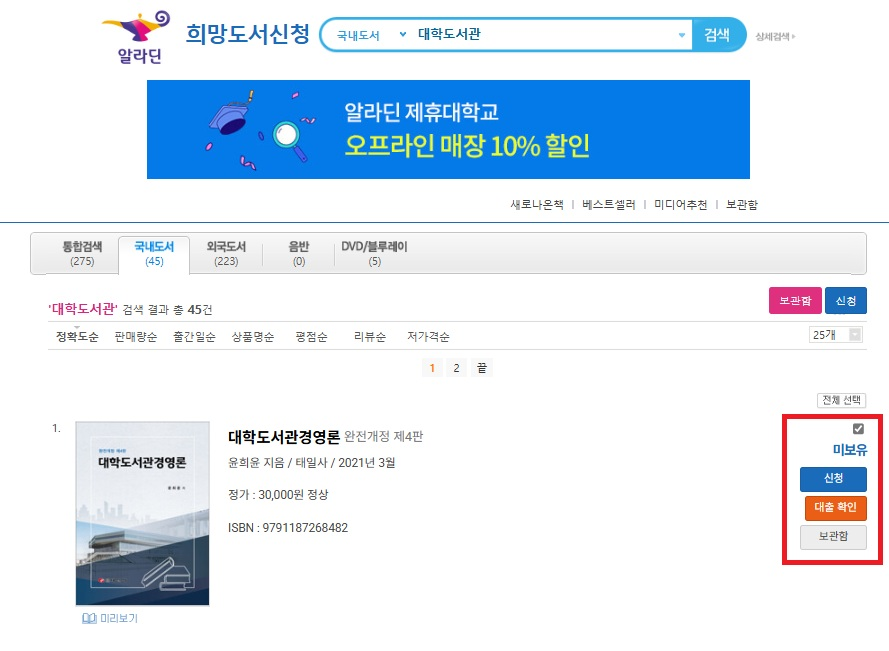 알라딘
희망도서신청
국내도서 대학도서관 검색 상세검색
알라딘 제휴대학교
오프라인 매장 10% 할인
새로나온책 | 베스트셀러 | 미디어추천 | 보관함
통합검색 국내도서 외국도서 음반 DVD/블루레이
(275) (45) (223) (0) (5)
'대학도서관' 검색 결과 총 45건
보관함 신청
정확도순 판매량순 출간일순 상품명순 평점순 리뷰순 저가격순 25개
1 2 끝
전체 선택
1.
완전개정 제4판
대학도서관경영론
윤희윤
대학도서관경영론 완전개정 제4판
윤희윤 지음 / 태일사 / 2021년 3월
정가 : 30,000원 정상
ISBN : 9791187268482
미보유
신청
대출 확인
보관함
미리보기